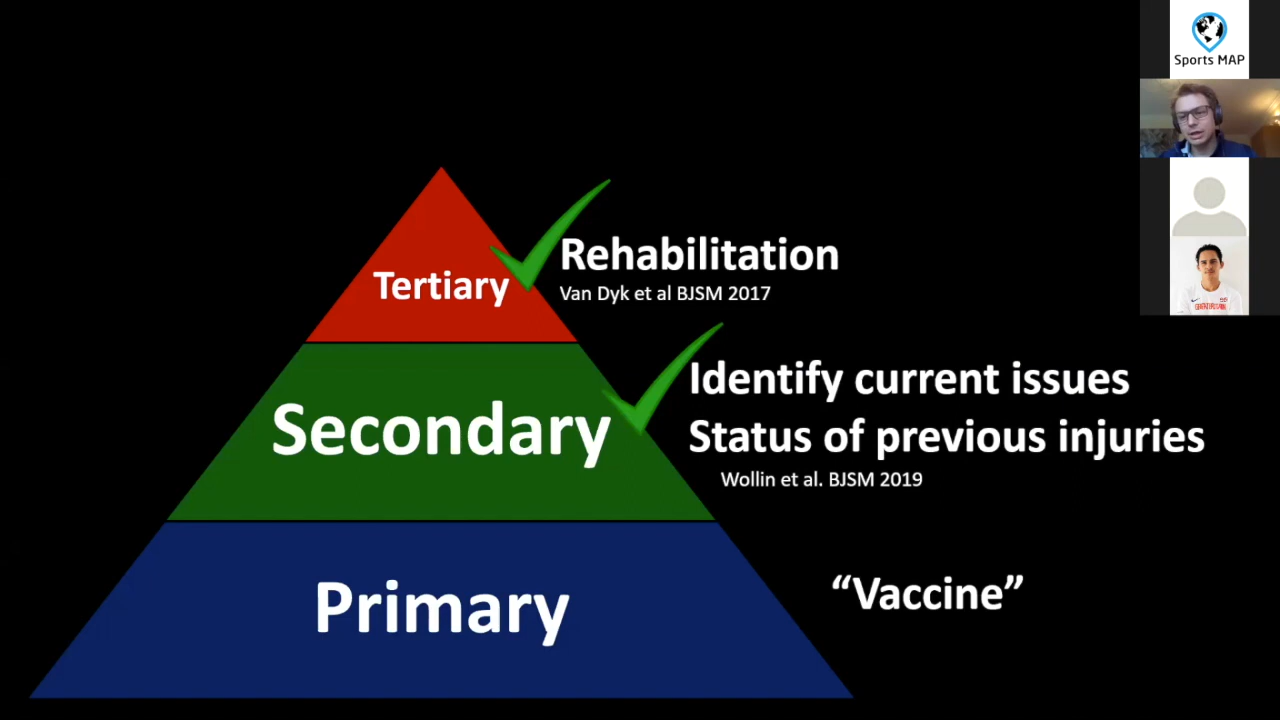 Sports MAP
Rehabilitation
Tertiary
Van Dyk et al BJSM 2017
Identify current issues
Secondary
Status of previous injuries
Wollin et al. BJSM 2019
Primary
“Vaccine”